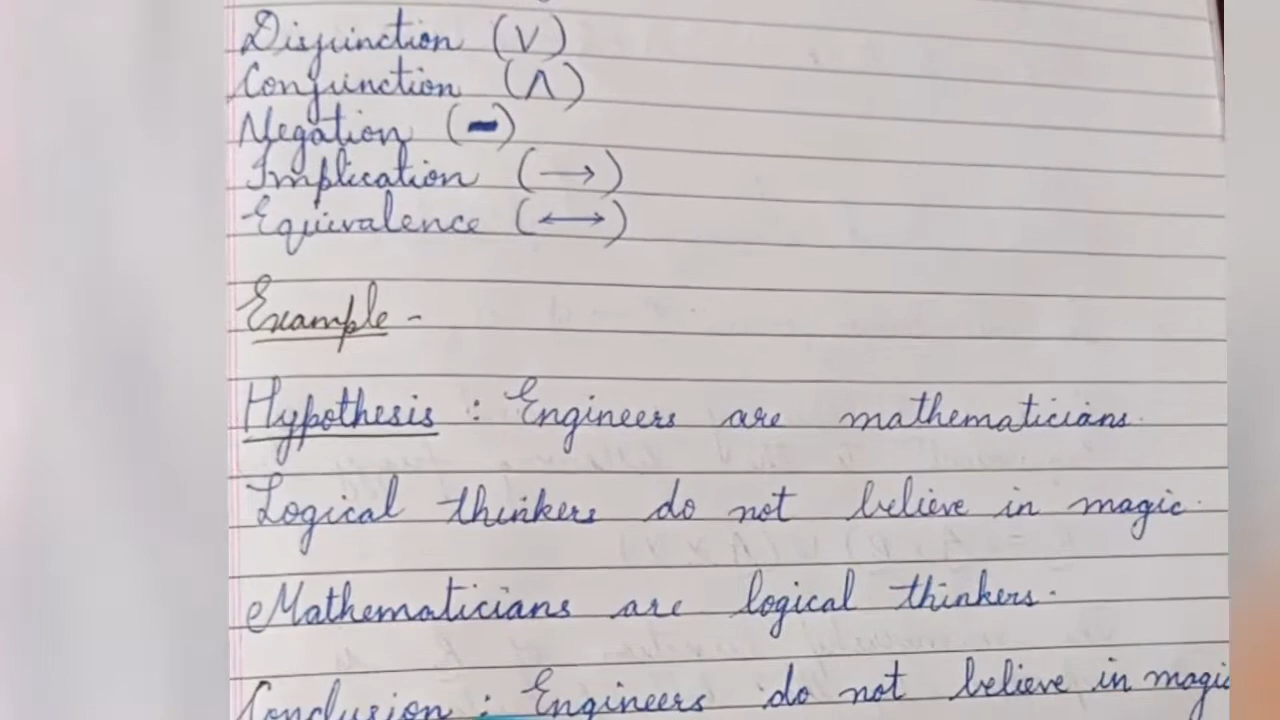 Disjunction (∨)
Conjunction (∧)
Negation (-)
Implication (→)
Equivalence (↔)
Example -
Hypothesis : Engineers are mathematicians.
Logical thinkers do not believe in magic.
Mathematicians are logical thinkers.
Conclusion : Engineers do not believe in magic